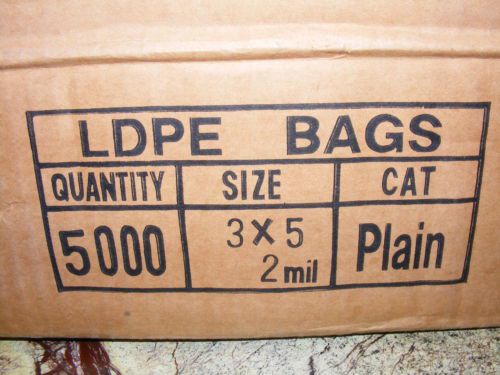 LDPE BAGS
QUANTITY SIZE CAT
5000 3X5 2 mil Plain